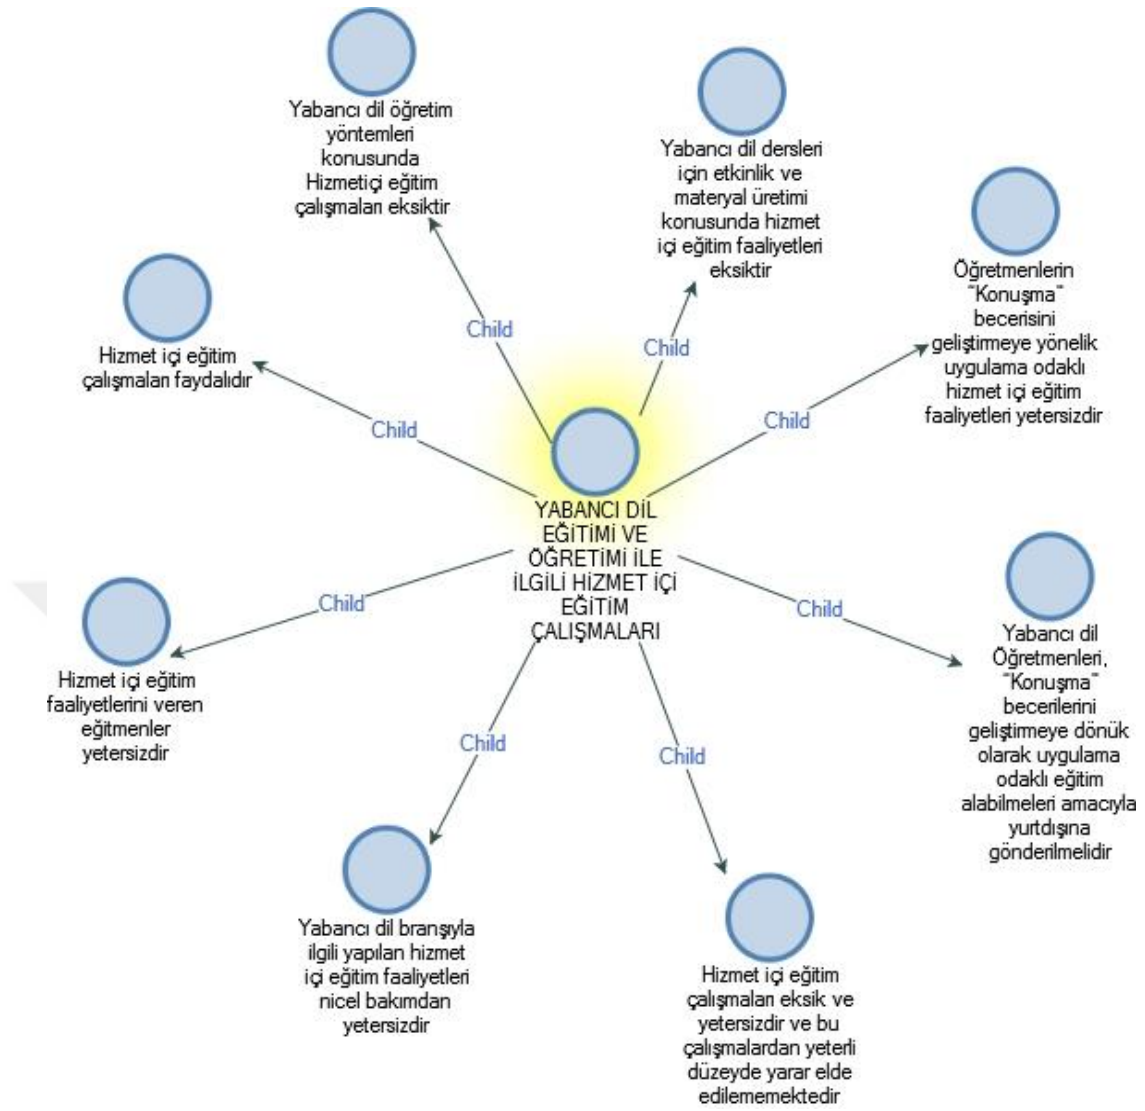 Yabancı dil öğretim
yöntemleri
konusunda
Hizmetiçi eğitim
çalışmaları eksiktir
Yabancı dil dersleri
için etkinlik ve
materyal üretimi
konusunda hizmet
içi eğitim faaliyetleri
eksiktir
Öğretmenlerin
"Konuşma"
becerisini
geliştirmeye yönelik
uygulama odaklı
hizmet içi eğitim
faaliyetleri yetersizdir
Hizmet içi eğitim
çalışmaları faydalıdır
Child
Child
Child
Child
YABANCI DİL
EĞİTİMİ VE
ÖĞRETİMİ İLE
İLGİLİ HİZMET İÇİ
EĞİTİM
ÇALIŞMALARI
Child
Child
Child
Child
Hizmet içi eğitim
faaliyetlerini veren
eğitmenler
yetersizdir
Yabancı dil
Öğretmenleri,
"Konuşma"
becerilerini
geliştirmeye dönük
olarak uygulama
odaklı eğitim
alabilmeleri amacıyla
yurtdışına
gönderilmelidir
Yabancı dil branşıyla
ilgili yapılan hizmet
içi eğitim faaliyetleri
nicel bakımdan
yetersizdir
Hizmet içi eğitim
çalışmaları eksik ve
yetersizdir ve bu
çalışmalardan yeterli
düzeyde yarar elde
edilememektedir